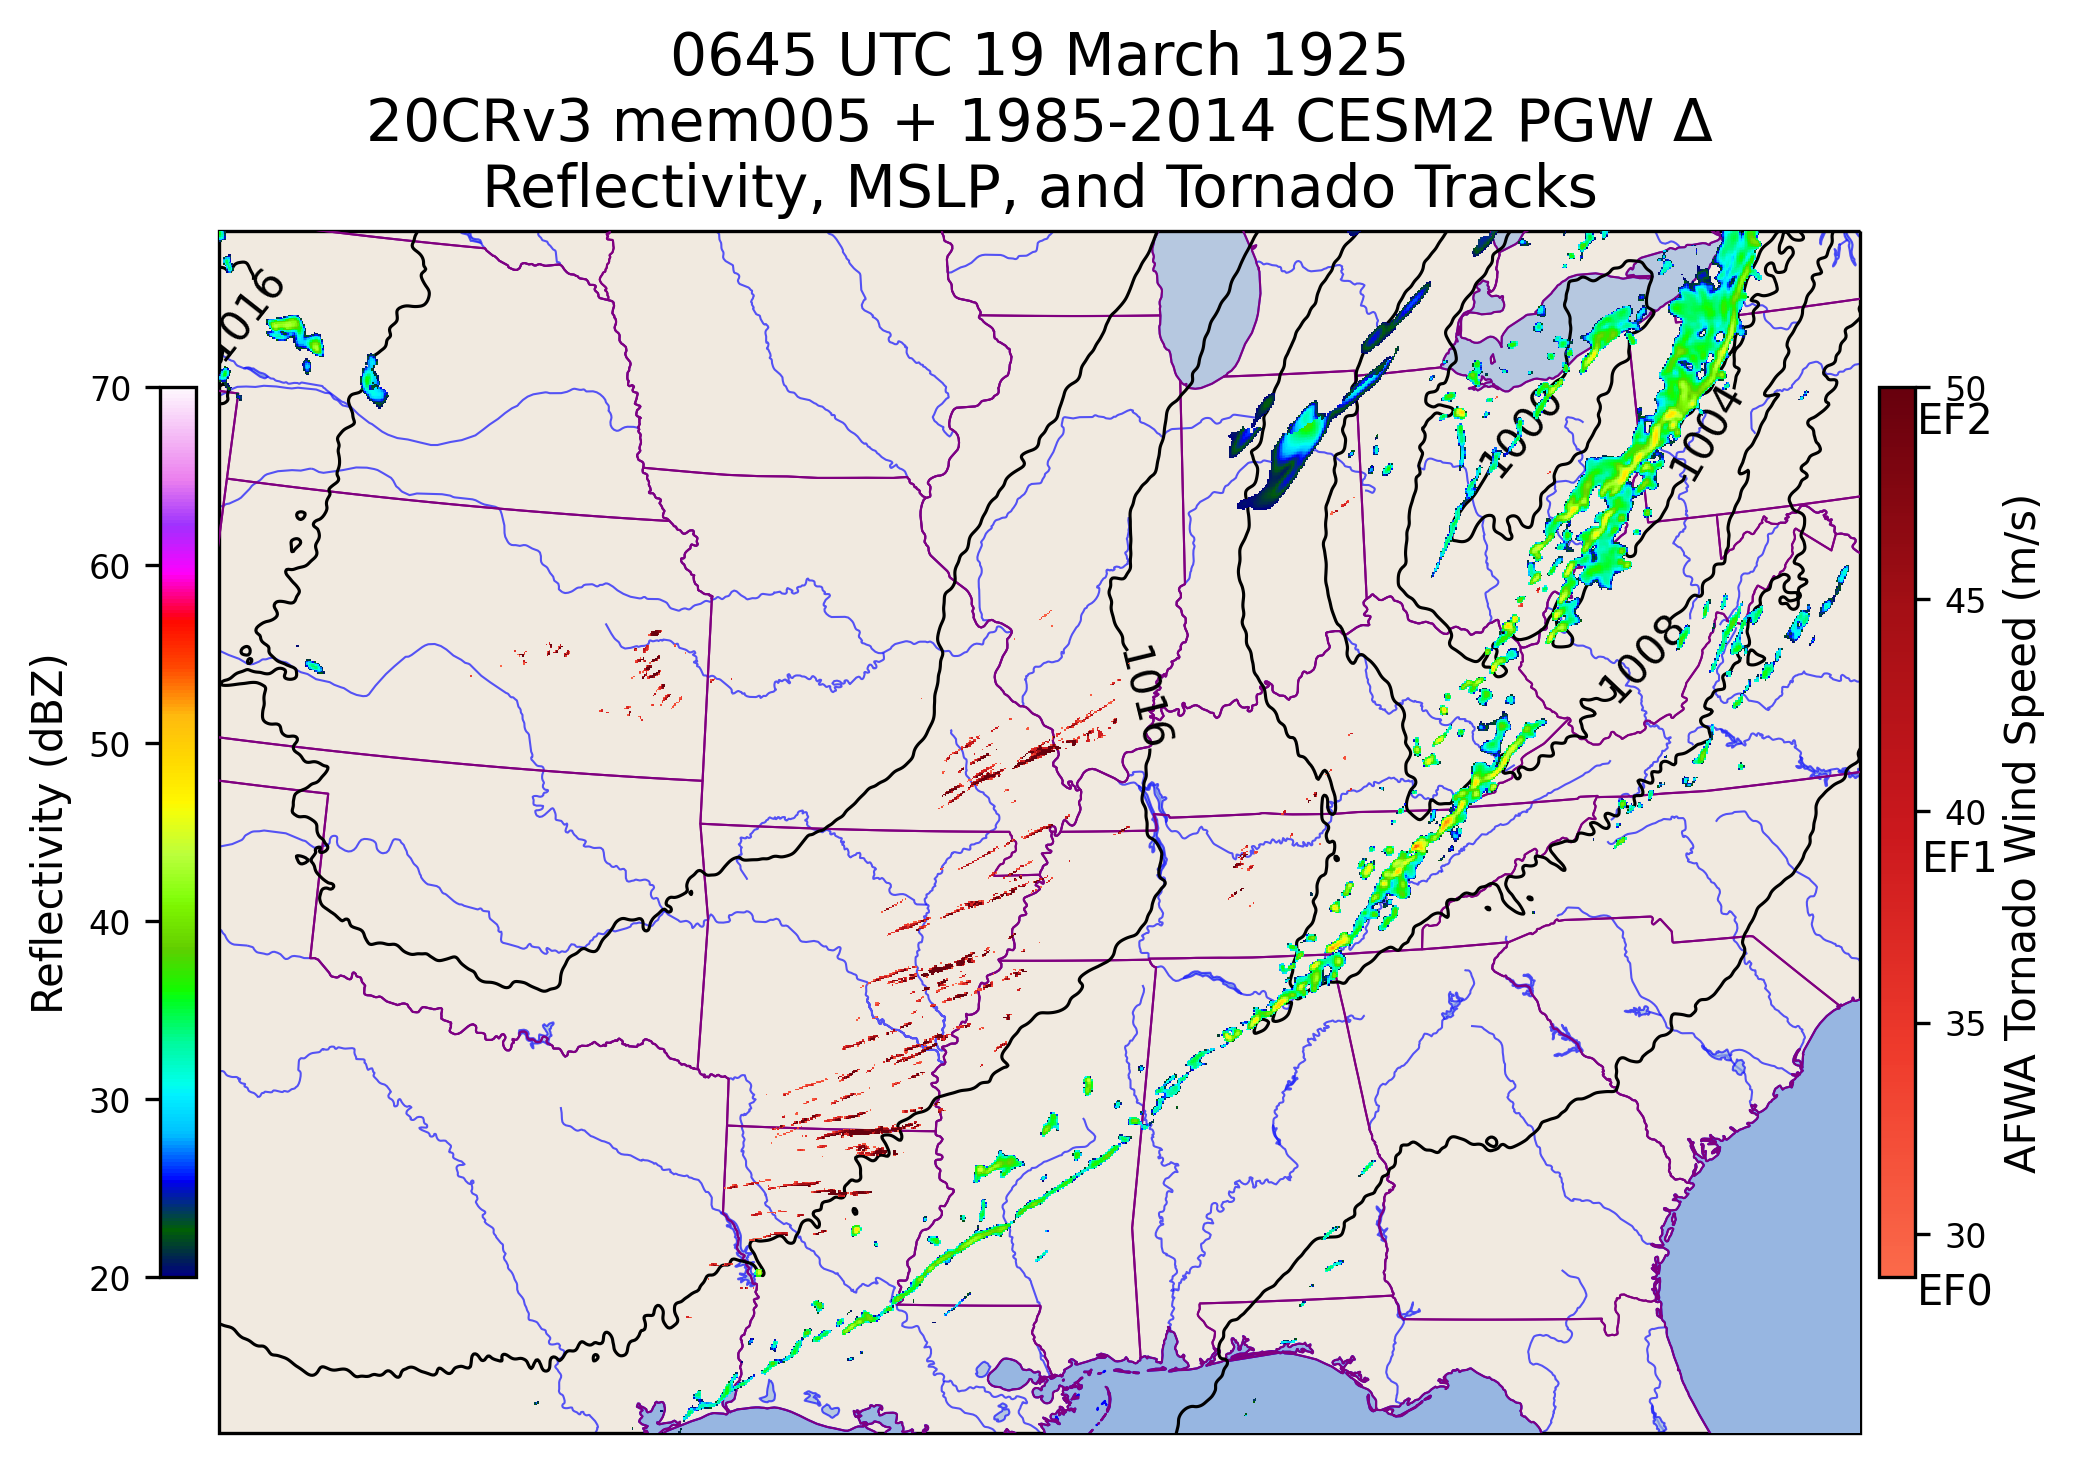 0645 UTC 19 March 1925
20CRv3 mem005 + 1985-2014 CESM2 PGW Δ
Reflectivity, MSLP, and Tornado Tracks
Reflectivity (dBZ)
70
60
50
40
30
20
1016
1016
1000
1004
1008
50
EF2
45
40
EF1
35
30
EF0
AFWA Tornado Wind Speed (m/s)